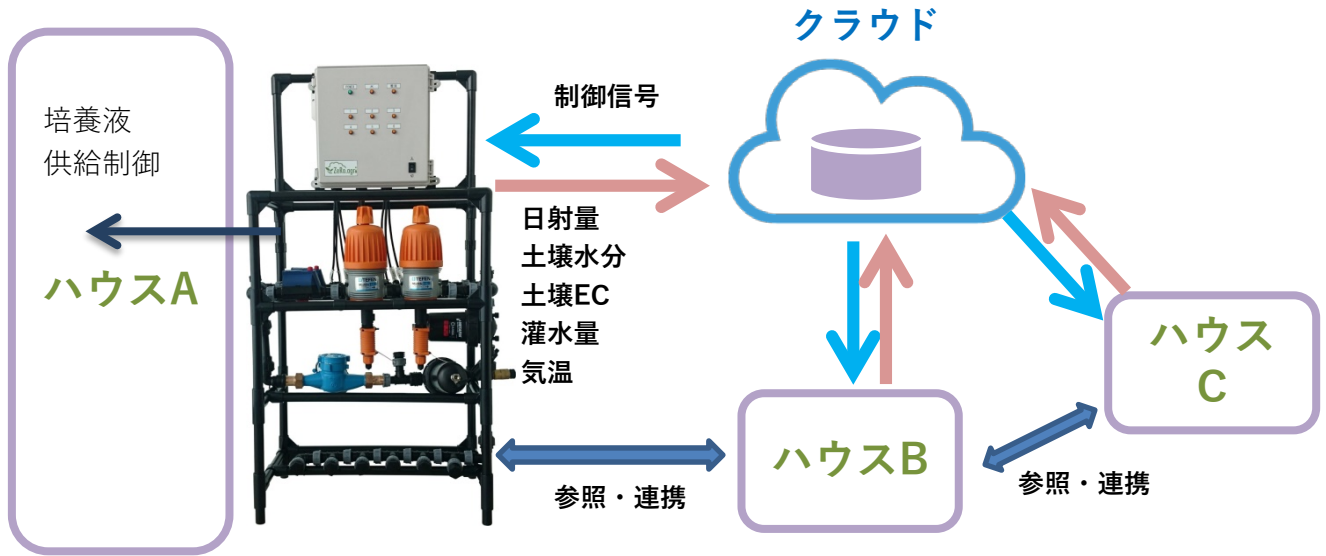 クラウド
制御信号
培養液
供給制御
ZeRo.agri
日射量
土壌水分
土壌EC
灌水量
気温
ハウスA
ハウス
C
ハウスB
参照・連携
参照・連携